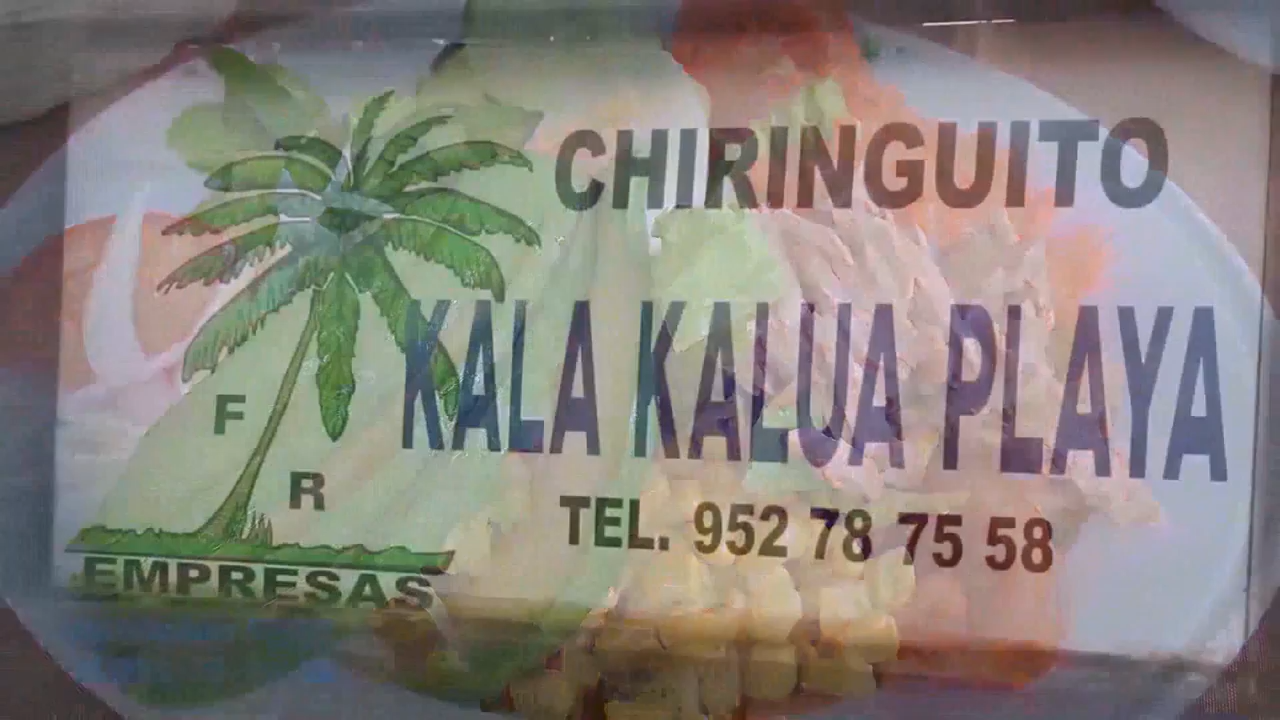 CHIRINGUITO
KALA KALUA PLAYA
TEL. 952 78 75 58
F
R
EMPRESAS